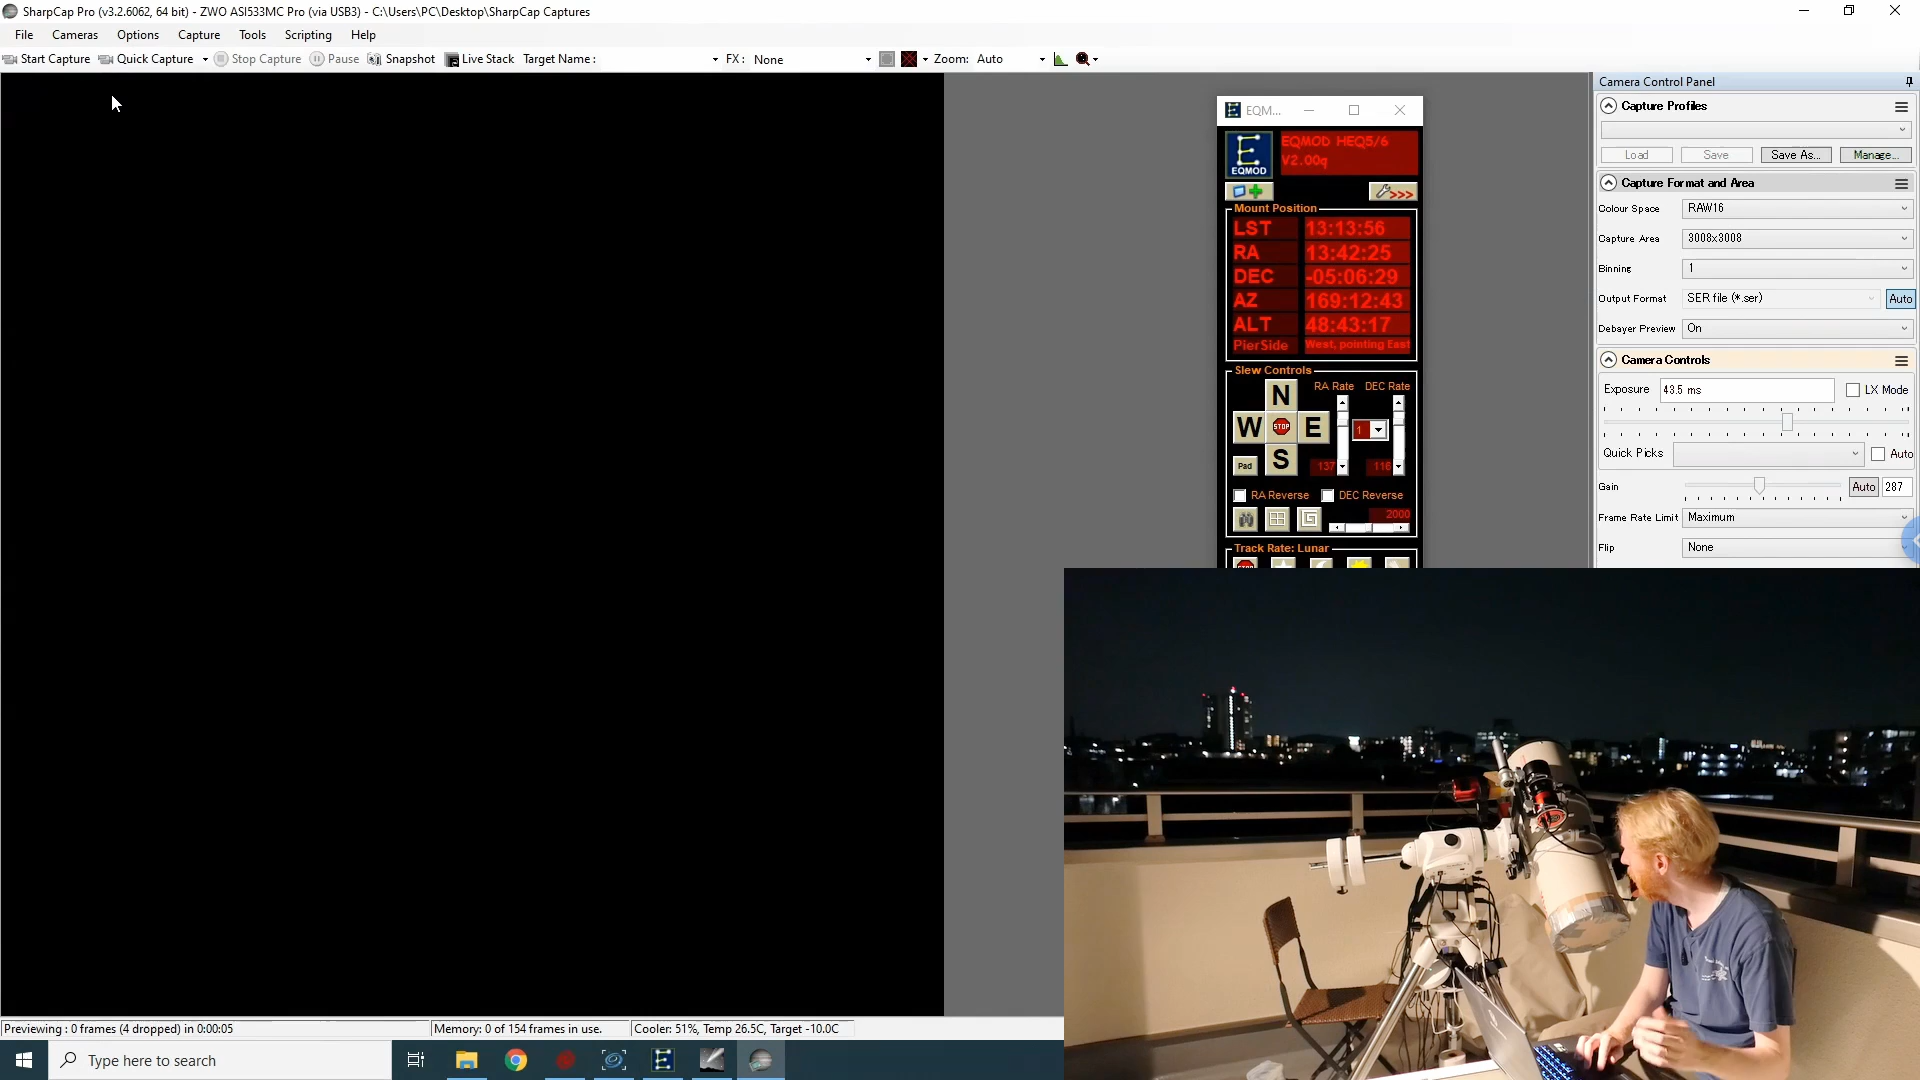 SharpCap Pro (v3.2.6062, 64 bit) - ZWO ASI533MC Pro (via USB3) - C:\Users\PC\Desktop\SharpCap Captures
File Cameras Options Capture Tools Scripting Help
Start Capture Quick Capture Stop Capture Pause Snapshot Live Stack Target Name : FX : None Zoom: Auto
Camera Control Panel
Capture Profiles
Load Save Save As... Manage...
Capture Format and Area
Colour Space RAW16
Capture Area 3008x3008
Binning 1
Output Format SER file (*.ser) Auto
Debayer Preview On
Camera Controls
Exposure 43.5 ms LX Mode
Quick Picks Auto
Gain Auto 287
Frame Rate Limit Maximum
Flip None
EQM...
EQMOD
EQMOD HEQ5/6
V2.00q
>>>
Mount Position
LST 13:13:56
RA 13:42:25
DEC -05:06:29
AZ 169:12:43
ALT 48:43:17
PierSide West, pointing East
Slew Controls
RA Rate DEC Rate
N
W STOP E
1
S
Pad
137 116
RA Reverse DEC Reverse
2000
Track Rate: Lunar
Previewing : 0 frames (4 dropped) in 0:00:05 Memory: 0 of 154 frames in use. Cooler: 51%, Temp 26.5C, Target -10.0C
Type here to search